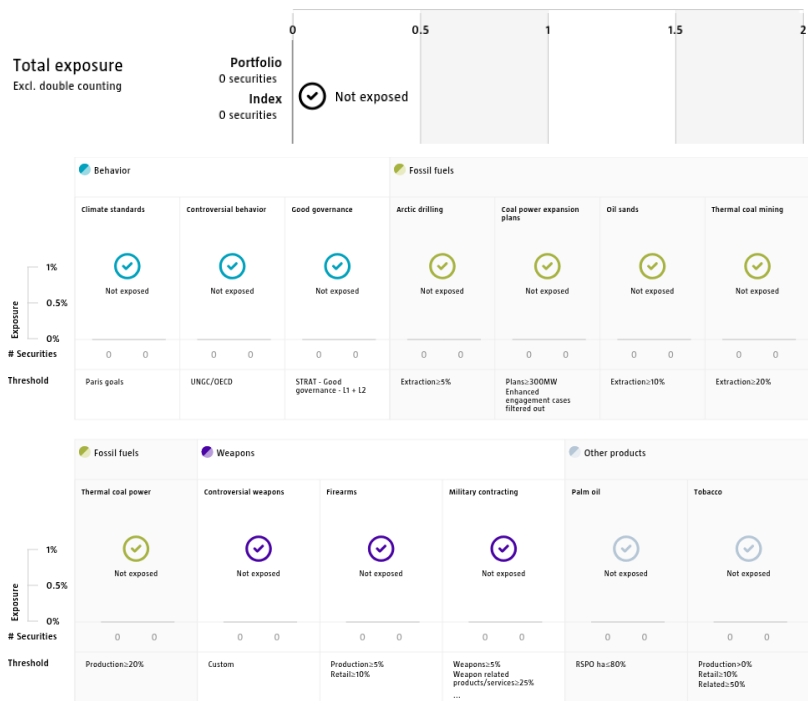 0 0.5 1 1.5 2
Total exposure
Excl. double counting
Portfolio
0 securities
Index
0 securities
Not exposed
Behavior Fossil fuels
Climate standards Controversial behavior Good governance Arctic drilling Coal power expansion plans Oil sands Thermal coal mining
Exposure
1%
0.5%
0%
Not exposed Not exposed Not exposed Not exposed Not exposed Not exposed Not exposed
# Securities 0 0 0 0 0 0 0 0 0 0 0 0 0 0
Threshold Paris goals UNGC/OECD STRAT - Good governance - L1 + L2 Extraction≥5% Plans≥300MW Enhanced engagement cases filtered out Extraction≥10% Extraction≥20%
Fossil fuels Weapons Other products
Thermal coal power Controversial weapons Firearms Military contracting Palm oil Tobacco
Exposure
1%
0.5%
0%
Not exposed Not exposed Not exposed Not exposed Not exposed Not exposed
# Securities 0 0 0 0 0 0 0 0 0 0 0 0
Threshold Production≥20% Custom Production≥5% Retail≥10% Weapons≥5% Weapon related products/services≥25% ... RSPO ha≤80% Production>0% Retail≥10% Related≥50%